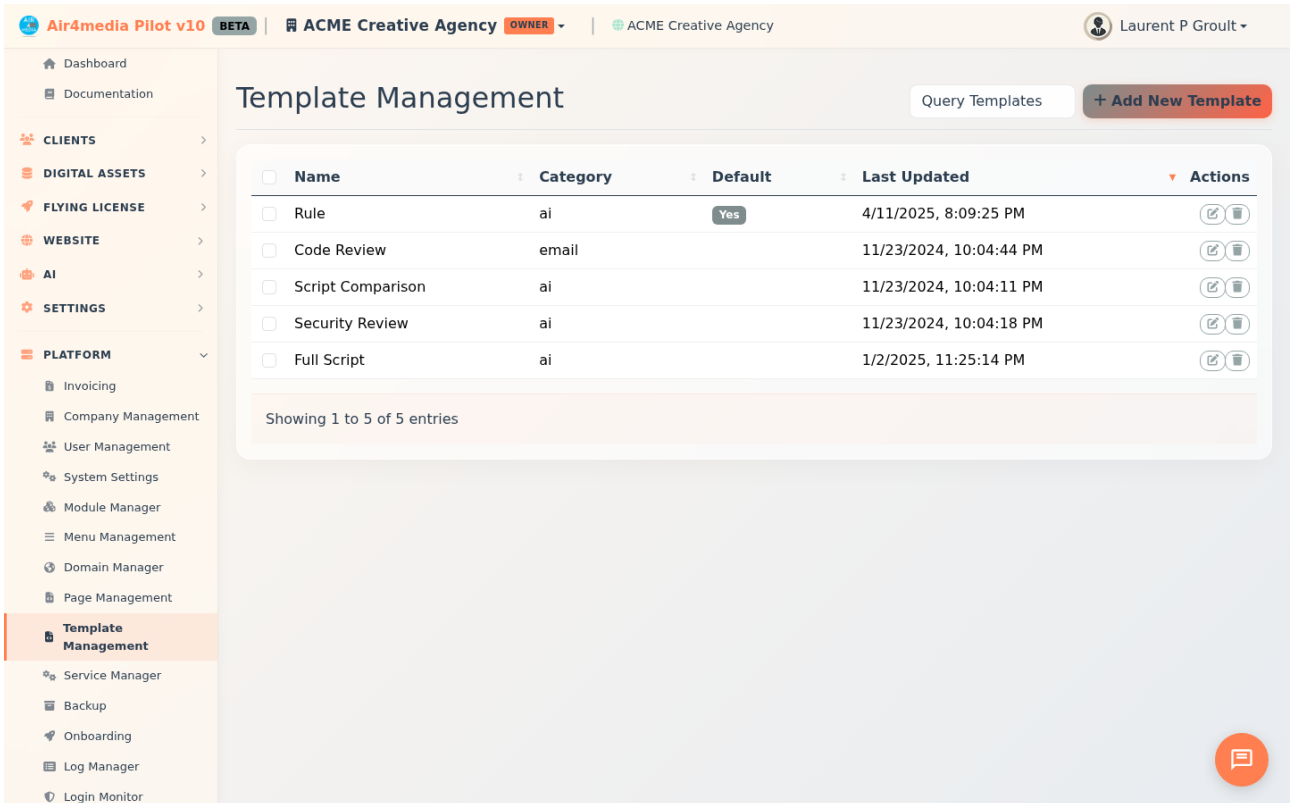 Air4media Pilot v10 BETA | ACME Creative Agency OWNER | ACME Creative Agency Laurent P Groult
Dashboard
Documentation
CLIENTS
DIGITAL ASSETS
FLYING LICENSE
WEBSITE
AI
SETTINGS
PLATFORM
Invoicing
Company Management
User Management
System Settings
Module Manager
Menu Management
Domain Manager
Page Management
Template
Management
Service Manager
Backup
Onboarding
Log Manager
Login Monitor
Template Management
Query Templates
+ Add New Template
Name Category Default Last Updated Actions
Rule ai Yes 4/11/2025, 8:09:25 PM
Code Review email 11/23/2024, 10:04:44 PM
Script Comparison ai 11/23/2024, 10:04:11 PM
Security Review ai 11/23/2024, 10:04:18 PM
Full Script ai 1/2/2025, 11:25:14 PM
Showing 1 to 5 of 5 entries